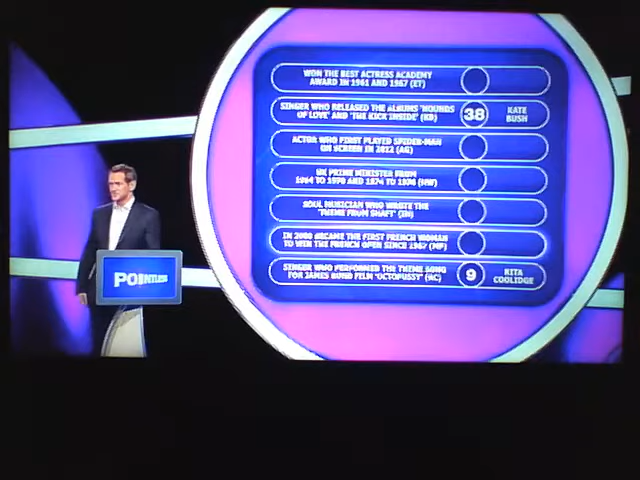 WON THE BEST ACTRESS ACADEMY
AWARD IN 1961 AND 1967 (ET)
SINGER WHO RELEASED THE ALBUMS 'HOUNDS
OF LOVE' AND 'THE KICK INSIDE' (KB)
38
KATE
BUSH
ACTOR WHO FIRST PLAYED SPIDER-MAN
ON SCREEN IN 2012 (AG)
UK PRIME MINISTER FROM
1964 TO 1970 AND 1974 TO 1976 (HW)
SOUL MUSICIAN WHO WROTE THE
'THEME FROM SHAFT' (IH)
IN 2000 BECAME THE FIRST FRENCH WOMAN
TO WIN THE FRENCH OPEN SINCE 1967 (MP)
SINGER WHO PERFORMED THE THEME SONG
FOR JAMES BOND FILM 'OCTOPUSSY' (RC)
9
RITA
COOLIDGE
POINTLESS